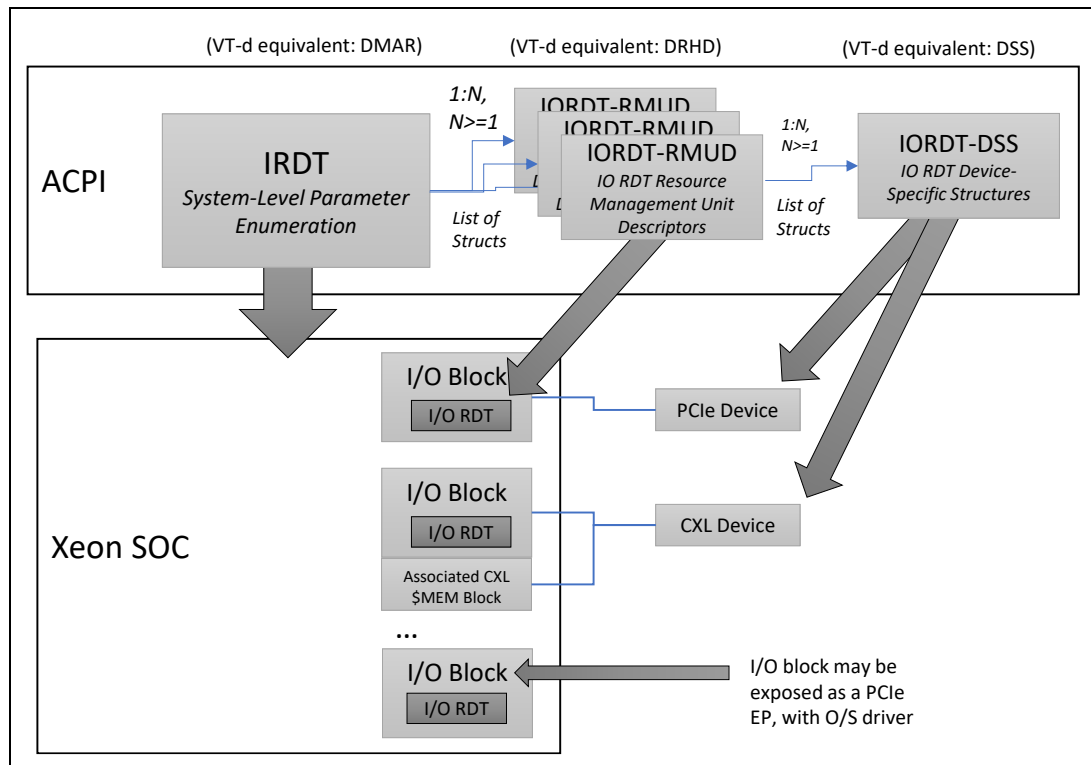 (VT-d equivalent: DMAR)
(VT-d equivalent: DRHD)
(VT-d equivalent: DSS)
ACPI
IRDT
System-Level Parameter
Enumeration
1:N,
N>=1
List of
Structs
IORDT-RMUD
IORDT-RMUD
IORDT-RMUD
IO RDT Resource
Management Unit
Descriptors
1:N,
N>=1
List of
Structs
IORDT-DSS
IO RDT Device-
Specific Structures
Xeon SOC
I/O Block
I/O RDT
PCIe Device
I/O Block
I/O RDT
Associated CXL
$MEM Block
CXL Device
...
I/O Block
I/O RDT
I/O block may be
exposed as a PCIe
EP, with O/S driver